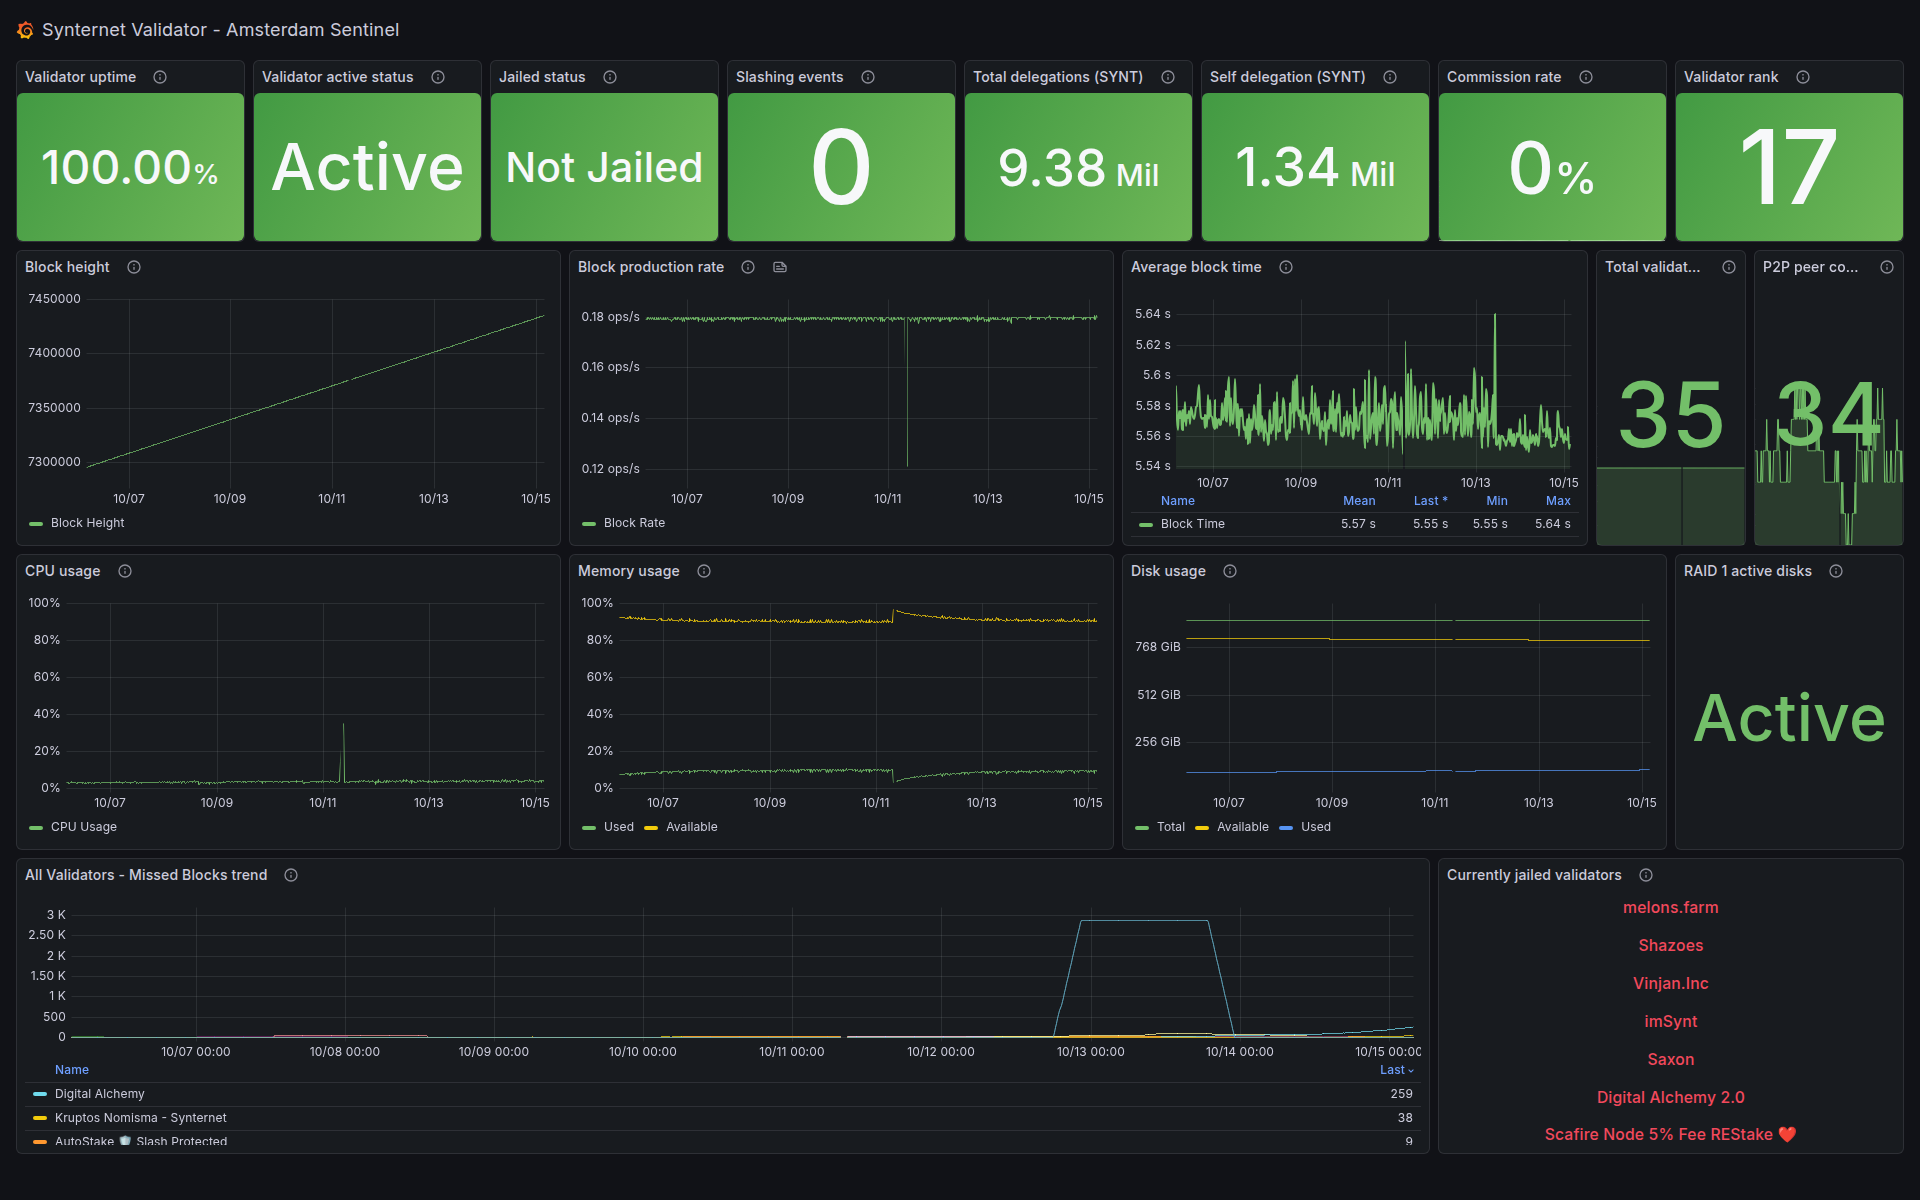 Synternet Validator - Amsterdam Sentinel
Validator uptime
100.00%
Validator active status
Active
Jailed status
Not Jailed
Slashing events
0
Total delegations (SYNT)
9.38 Mil
Self delegation (SYNT)
1.34 Mil
Commission rate
0%
Validator rank
17
Block height
7450000
7400000
7350000
7300000
10/07 10/09 10/11 10/13 10/15
Block Height
Block production rate
0.18 ops/s
0.16 ops/s
0.14 ops/s
0.12 ops/s
10/07 10/09 10/11 10/13 10/15
Block Rate
Average block time
5.64 s
5.62 s
5.6 s
5.58 s
5.56 s
5.54 s
10/07 10/09 10/11 10/13 10/15
Name Mean Last * Min Max
Block Time 5.57 s 5.55 s 5.55 s 5.64 s
Total validat...
35
P2P peer co...
34
CPU usage
100%
80%
60%
40%
20%
0%
10/07 10/09 10/11 10/13 10/15
CPU Usage
Memory usage
100%
80%
60%
40%
20%
0%
10/07 10/09 10/11 10/13 10/15
Used Available
Disk usage
768 GiB
512 GiB
256 GiB
10/07 10/09 10/11 10/13 10/15
Total Available Used
RAID 1 active disks
Active
All Validators - Missed Blocks trend
3 K
2.50 K
2 K
1.50 K
1 K
500
0
10/07 00:00 10/08 00:00 10/09 00:00 10/10 00:00 10/11 00:00 10/12 00:00 10/13 00:00 10/14 00:00 10/15 00:00
Name Last
Digital Alchemy 259
Kruptos Nomisma - Synternet 38
AutoStake 🛡️ Slash Protected 9
Currently jailed validators
melons.farm
Shazoes
Vinjan.Inc
imSynt
Saxon
Digital Alchemy 2.0
Scafire Node 5% Fee REStake ❤️